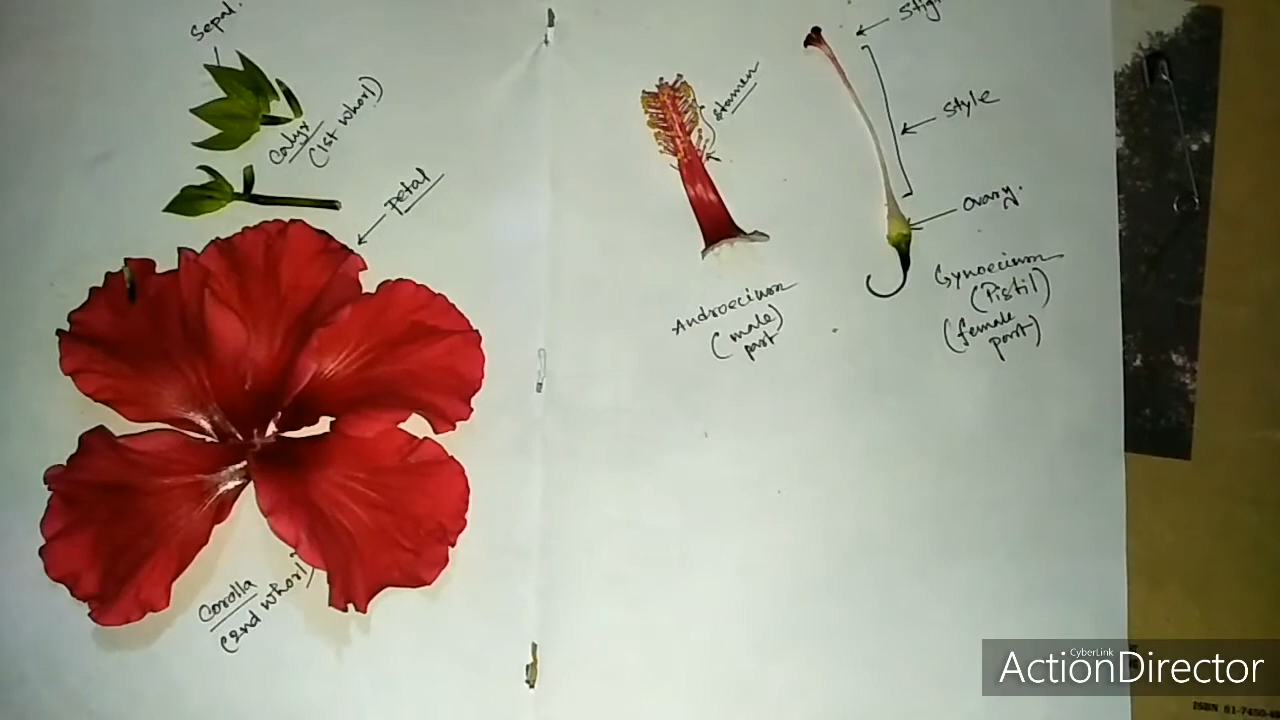 Sepal.
Calyx
(1st whorl)
Petal
Corolla
(2nd whorl)
stamen
Androecium
(male)
part
Stig
Style
Ovary.
Gynoecium
(Pistil)
(female
part)
CyberLink
ActionDirector